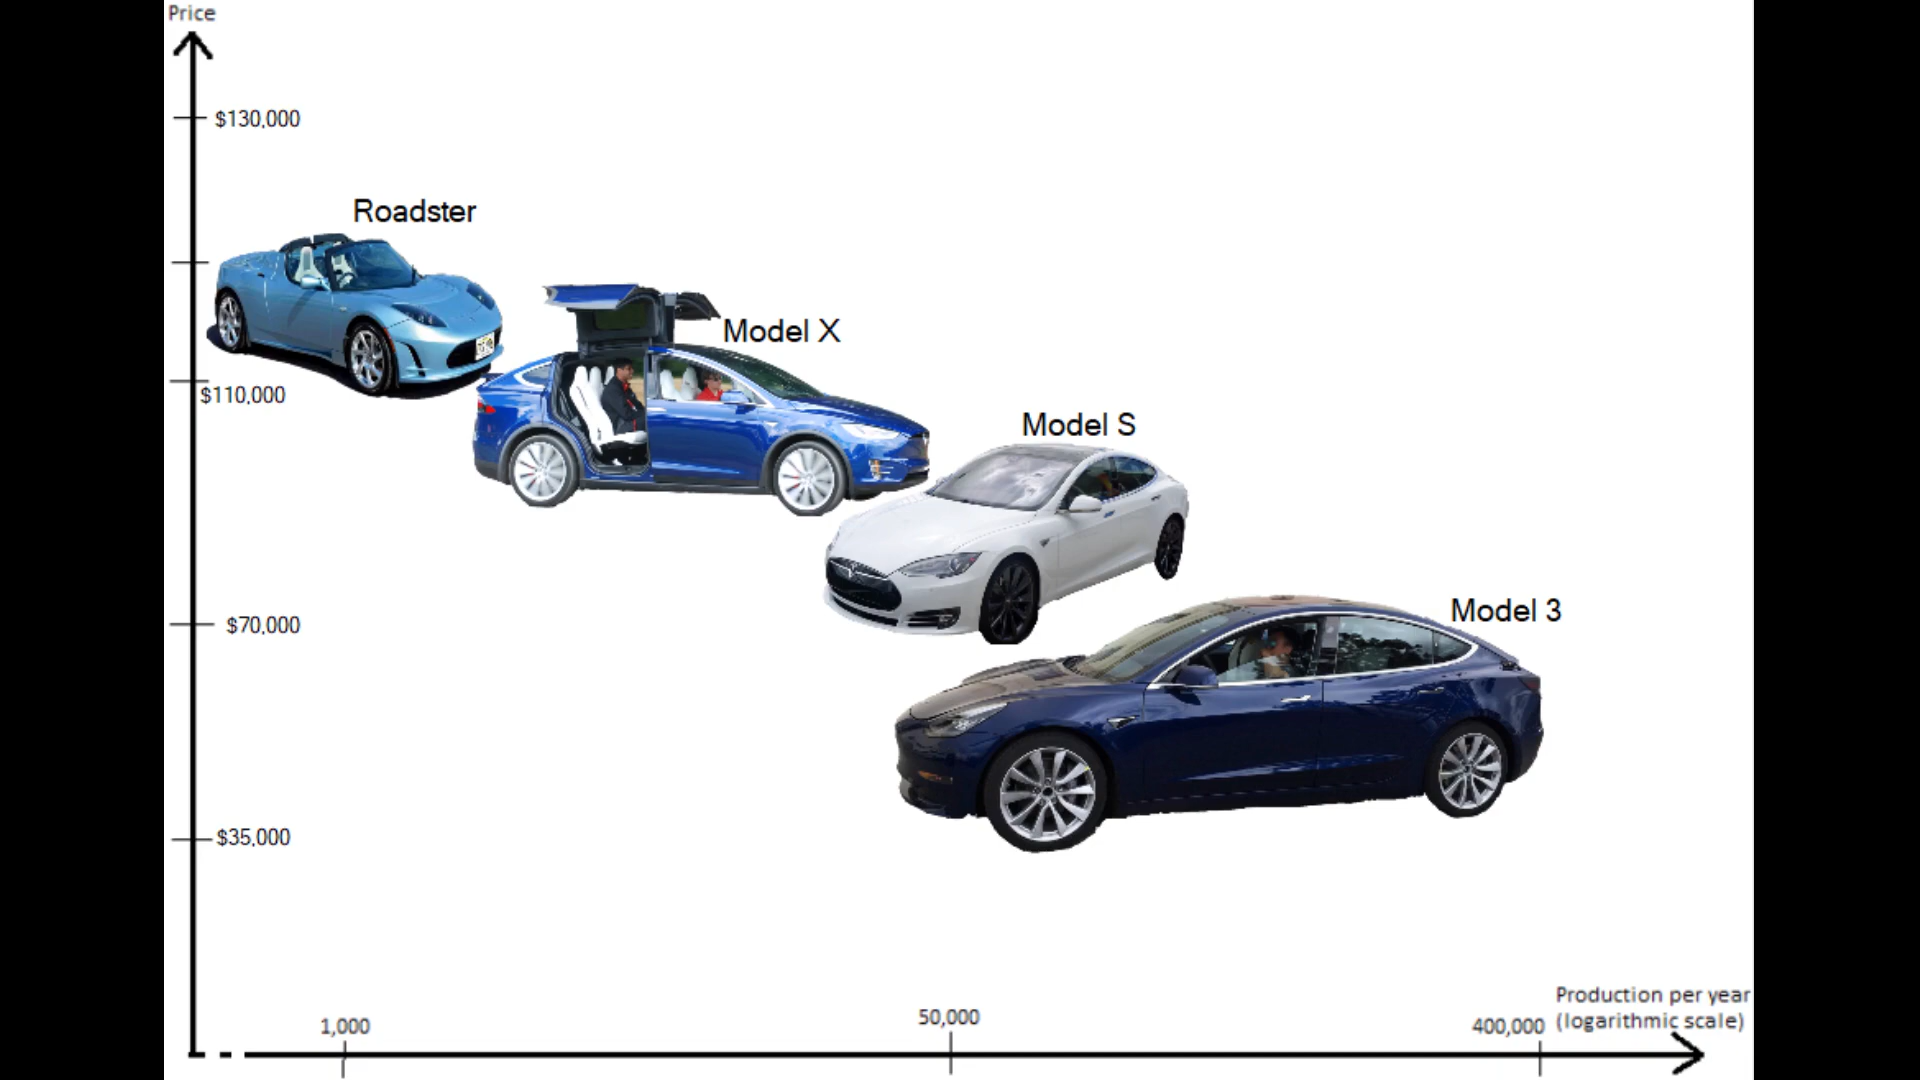 Price
$130,000
Roadster
Model X
$110,000
Model S
Model 3
$70,000
$35,000
Production per year
(logarithmic scale)
1,000
50,000
400,000